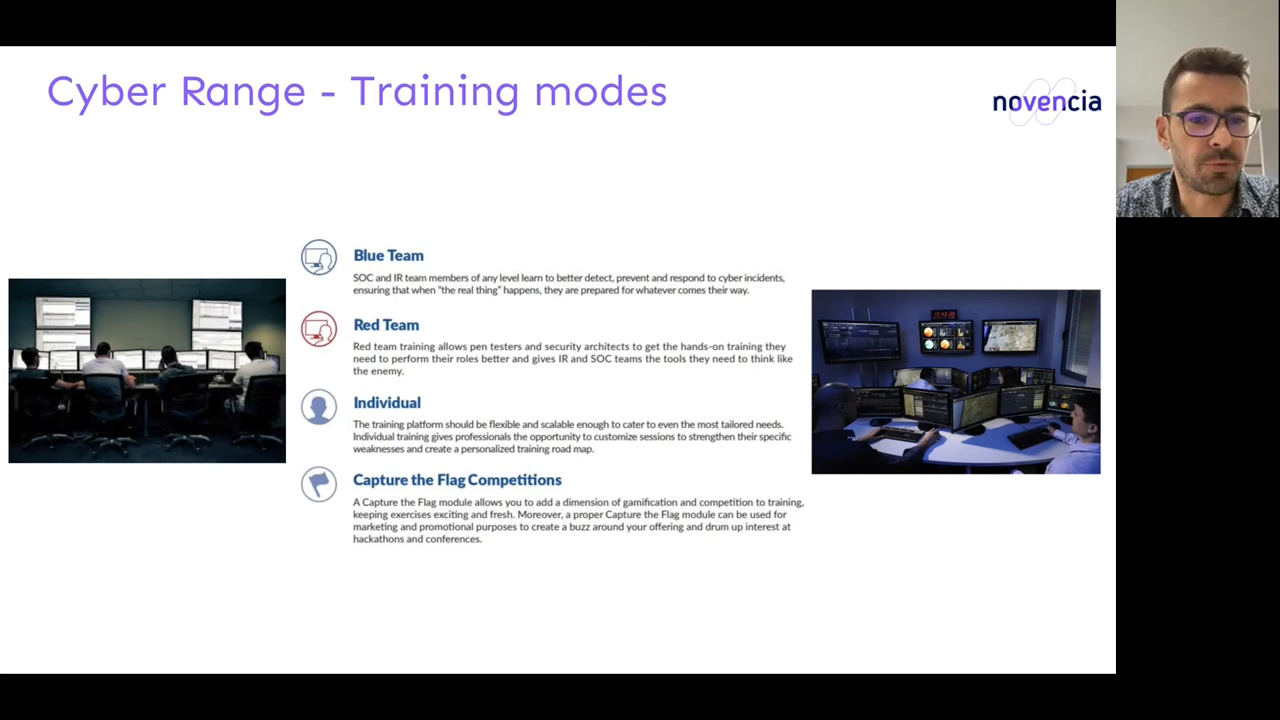 Cyber Range - Training modes
novencia
Blue Team
SOC and IR team members of any level learn to better detect, prevent and respond to cyber incidents,
ensuring that when "the real thing" happens, they are prepared for whatever comes their way.
Red Team
Red team training allows pen testers and security architects to get the hands-on training they
need to perform their roles better and gives IR and SOC teams the tools they need to think like
the enemy.
Individual
The training platform should be flexible and scalable enough to cater to even the most tailored needs.
Individual training gives professionals the opportunity to customize sessions to strengthen their specific
weaknesses and create a personalized training road map.
Capture the Flag Competitions
A Capture the Flag module allows you to add a dimension of gamification and competition to training,
keeping exercises exciting and fresh. Moreover, a proper Capture the Flag module can be used for
marketing and promotional purposes to create a buzz around your offering and drum up interest at
hackathons and conferences.